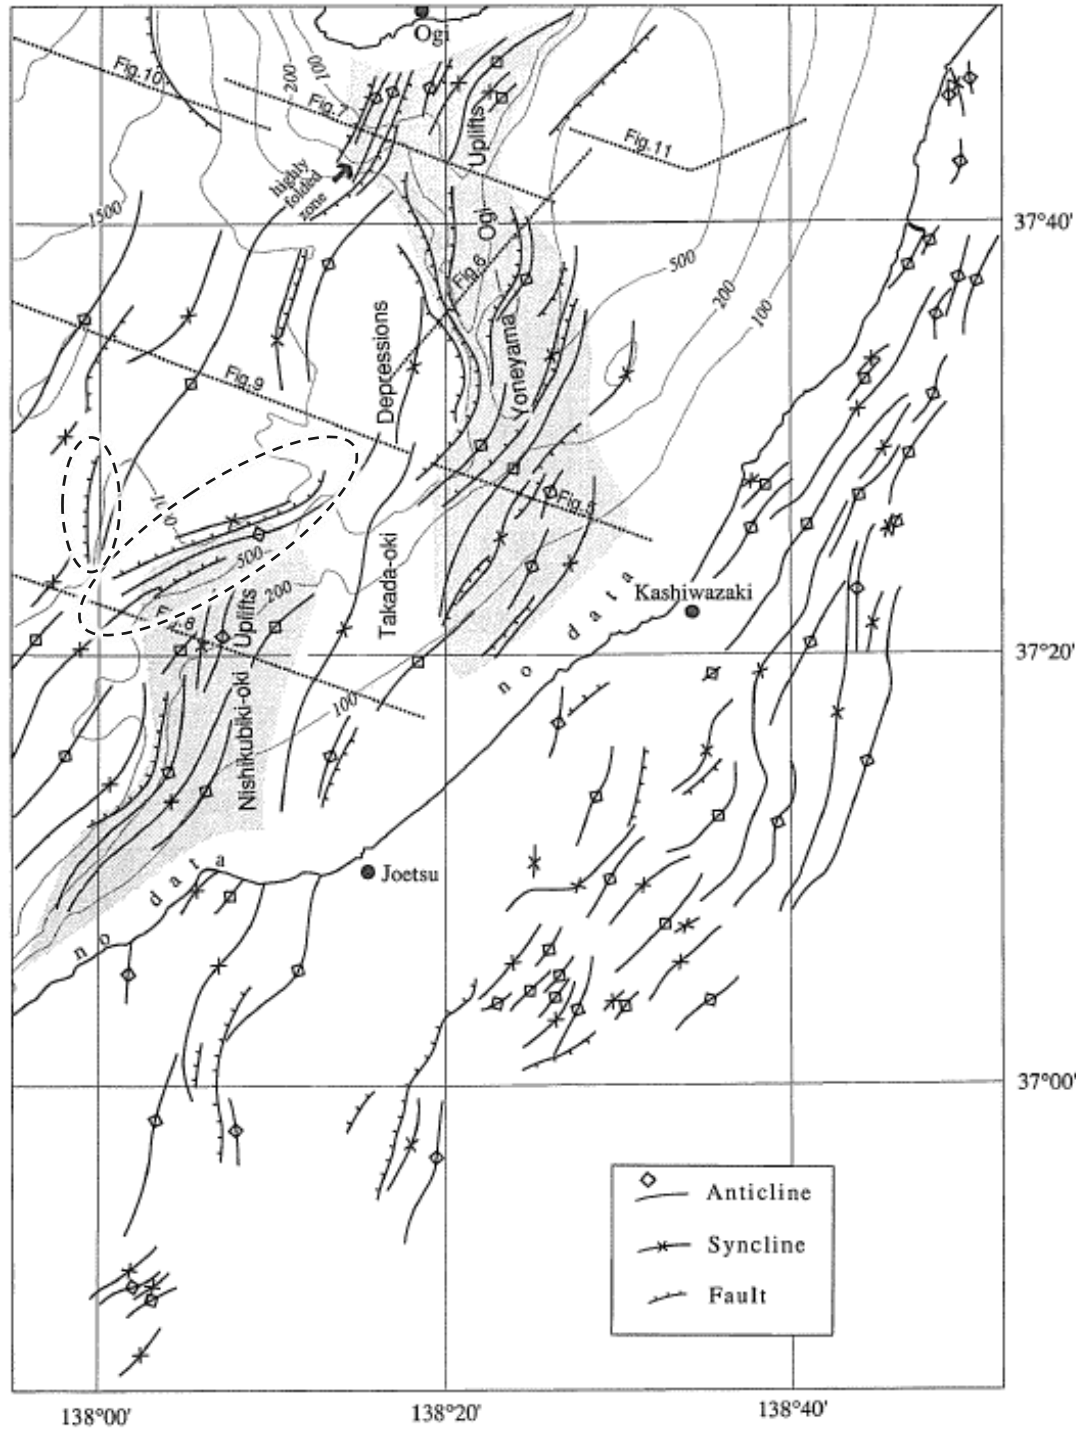 Ogi
Fig.10
200
100
Fig.7
Uplifts
Fig.11
highly
folded
zone
1500
37°40'
Ogi-
Fig.6
500
200
100
Depressions
Yoneyama
Fig.9
500
Takada-oki
Kashiwazaki
200
Uplifts
Fig.8
no data
37°20'
Nishikubiki-oki
100
no data
Joetsu
37°00'
Anticline
Syncline
Fault
138°00'
138°20'
138°40'